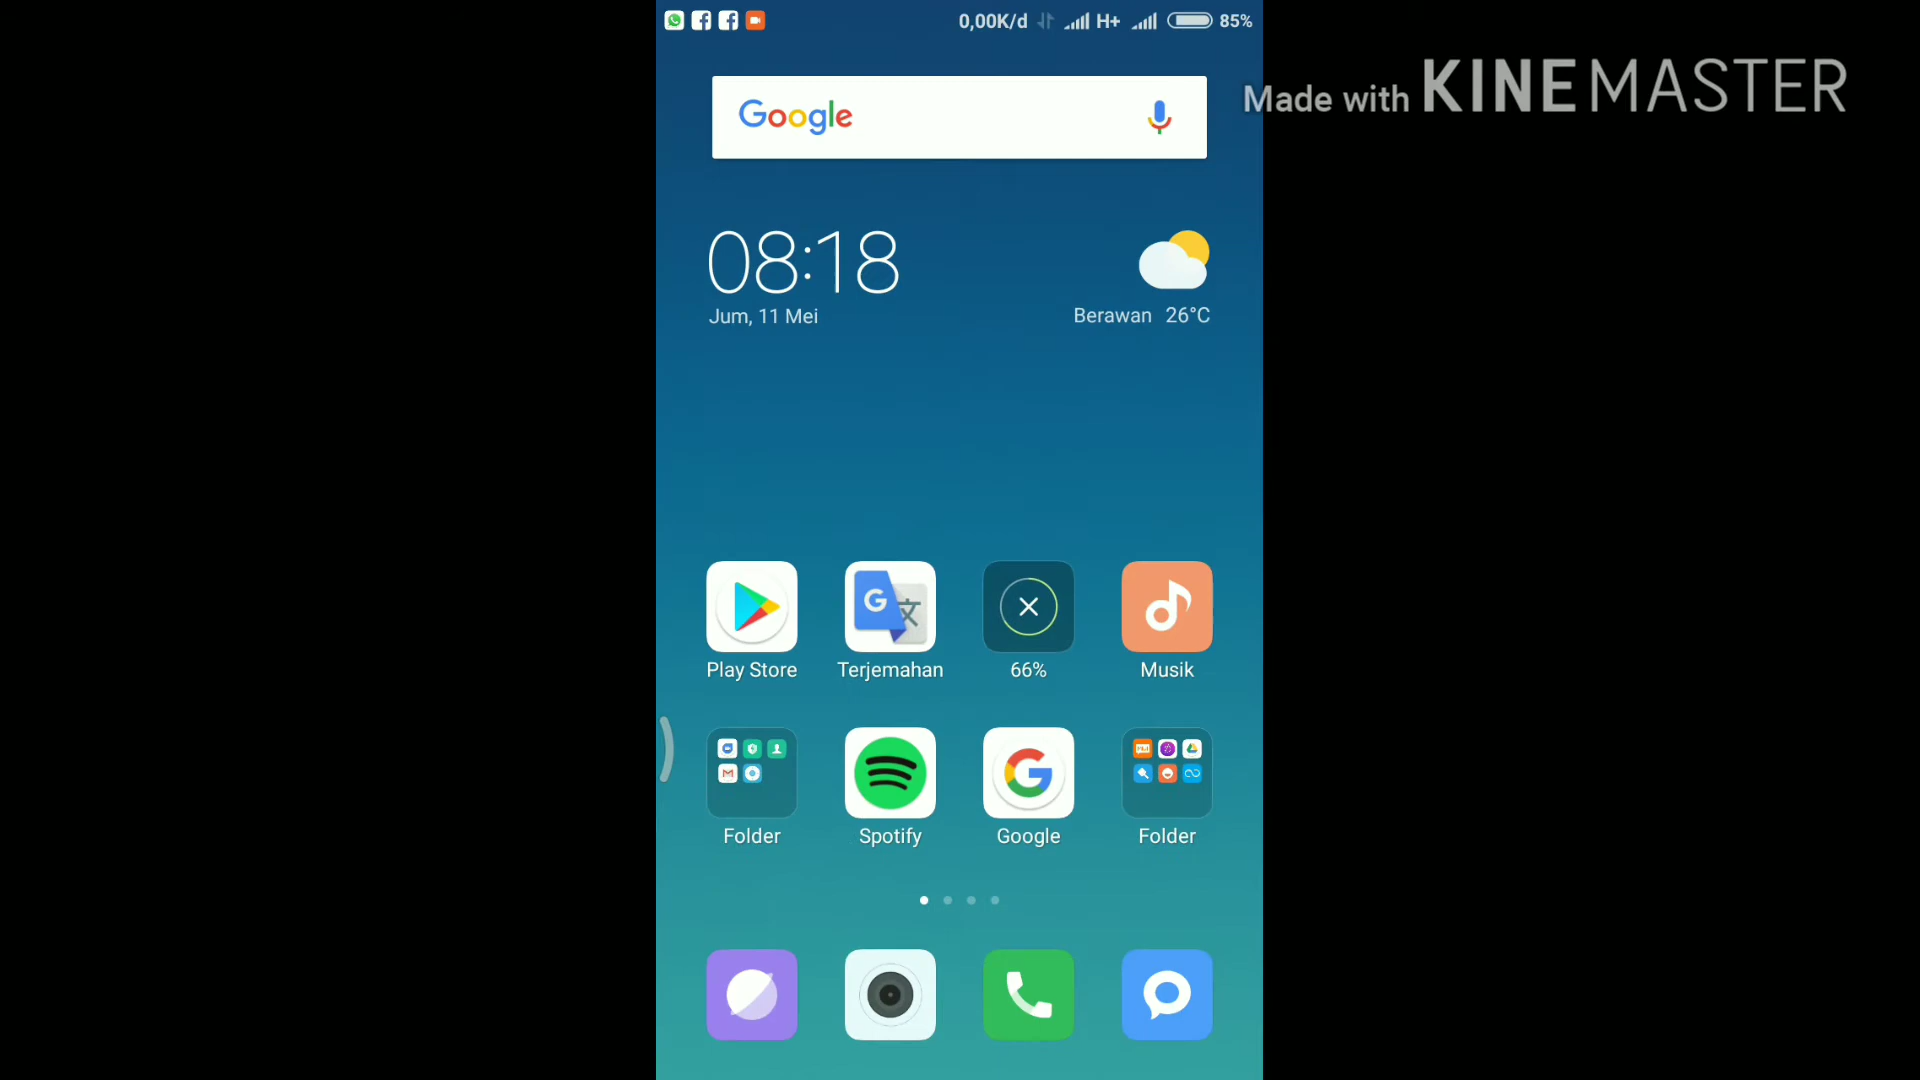 0,00K/d H+ 85%
Made with KINEMASTER
Google
08:18
Jum, 11 Mei
Berawan 26°C
Play Store
Terjemahan
66%
Musik
Folder
Spotify
Google
Folder